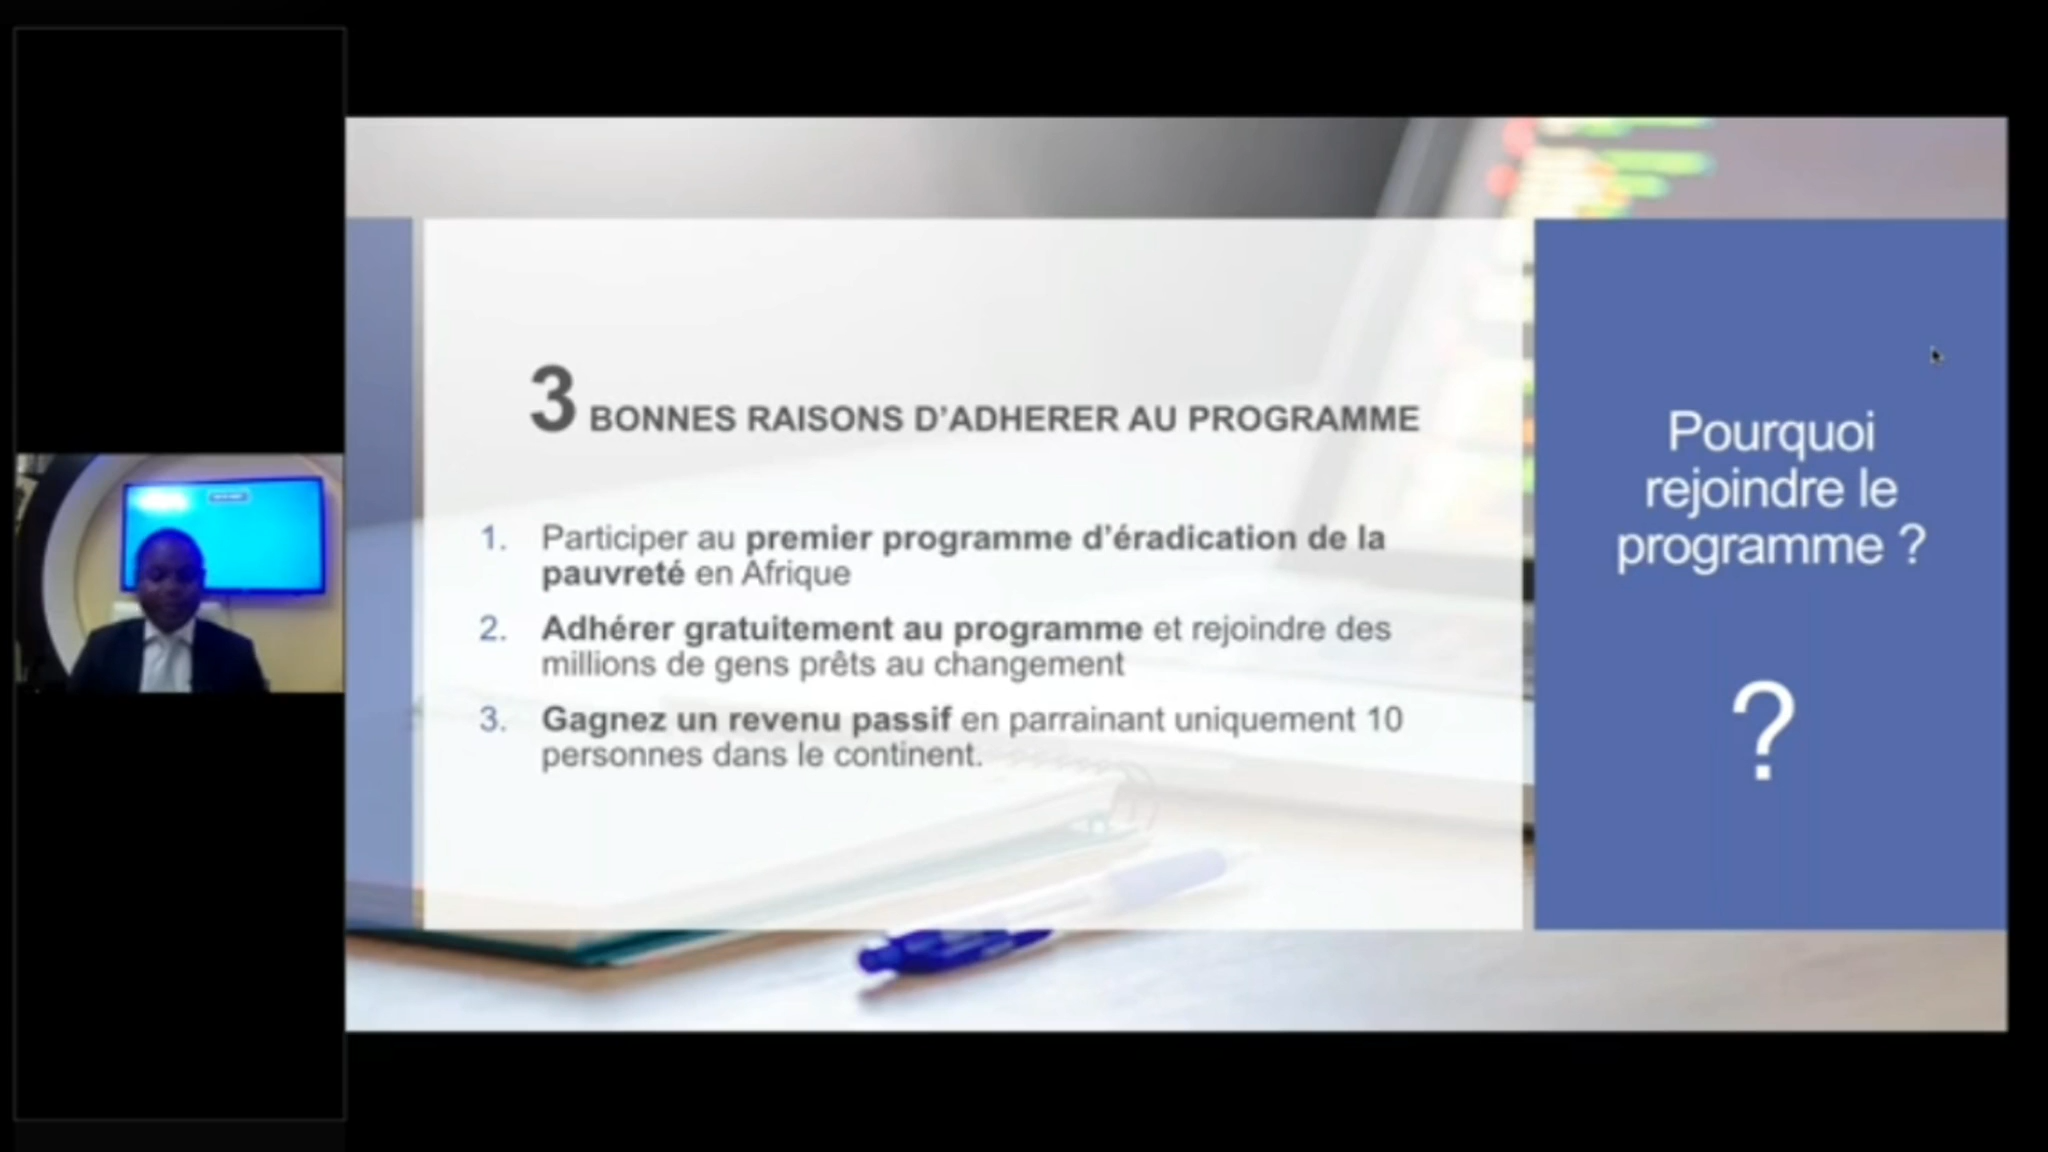 3 BONNES RAISONS D'ADHERER AU PROGRAMME
1. Participer au premier programme d'éradication de la
pauvreté en Afrique
2. Adhérer gratuitement au programme et rejoindre des
millions de gens prêts au changement
3. Gagnez un revenu passif en parrainant uniquement 10
personnes dans le continent.
Pourquoi
rejoindre le
programme ?
?